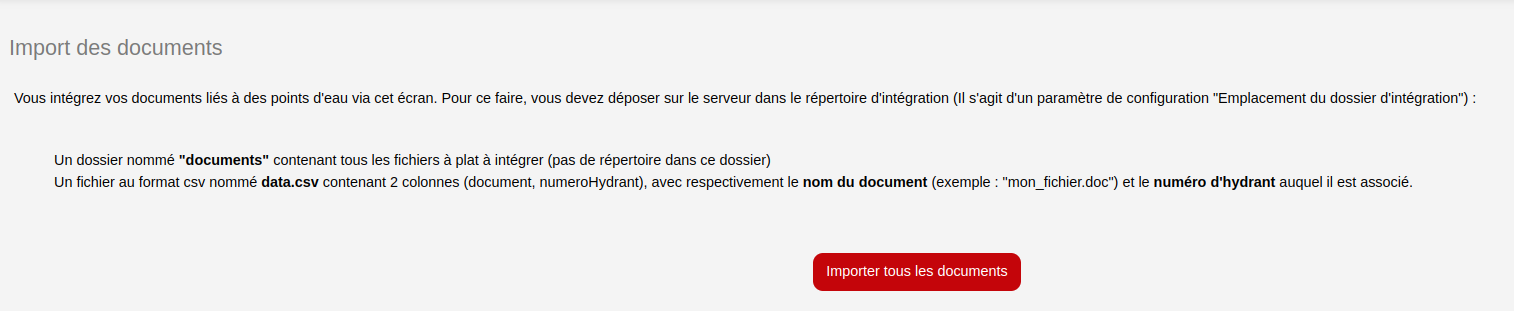 Import des documents
Vous intégrez vos documents liés à des points d'eau via cet écran. Pour ce faire, vous devez déposer sur le serveur dans le répertoire d'intégration (Il s'agit d'un paramètre de configuration "Emplacement du dossier d'intégration") :
Un dossier nommé "documents" contenant tous les fichiers à plat à intégrer (pas de répertoire dans ce dossier)
Un fichier au format csv nommé data.csv contenant 2 colonnes (document, numeroHydrant), avec respectivement le nom du document (exemple : "mon_fichier.doc") et le numéro d'hydrant auquel il est associé.
Importer tous les documents